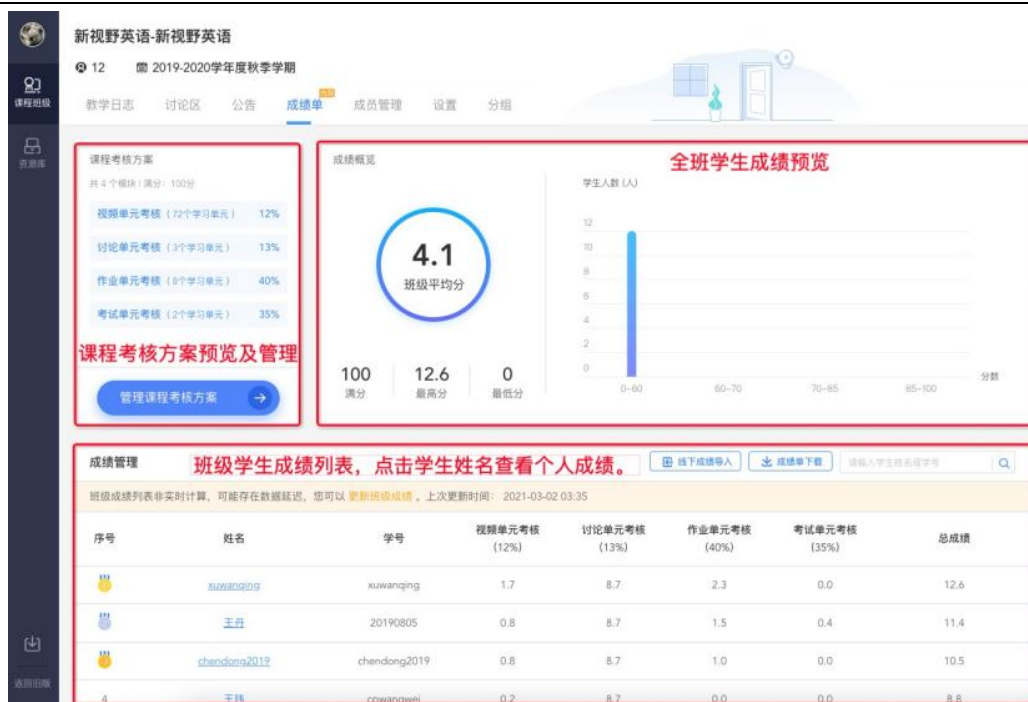 新视野英语-新视野英语
12 2019-2020学年度秋季学期
课程班级
资源库
教学日志 讨论区 公告 成绩单 成员管理 设置 分组
课程考核方案
共 4 个模块 | 满分：100分
视频单元考核（72个学习单元） 12%
讨论单元考核（3个学习单元） 13%
作业单元考核（8个学习单元） 40%
考试单元考核（2个学习单元） 35%
课程考核方案预览及管理
管理课程考核方案
成绩概览
全班学生成绩预览
4.1
班级平均分
100 12.6 0
满分 最高分 最低分
学生人数 (人)
12
10
8
6
4
2
0
0-60 60-70 70-85 85-100
分数
成绩管理
班级学生成绩列表，点击学生姓名查看个人成绩。
线下成绩导入 成绩单下载 请输入学生姓名或学号
班级成绩列表非实时计算，可能存在数据延迟，您可以 更新班级成绩 。上次更新时间： 2021-03-02 03:35
序号 姓名 学号 视频单元考核 (12%) 讨论单元考核 (13%) 作业单元考核 (40%) 考试单元考核 (35%) 总成绩
xuwanqing xuwanqing 1.7 8.7 2.3 0.0 12.6
王丹 20190805 0.8 8.7 1.5 0.4 11.4
chendong2019 chendong2019 0.8 8.7 1.0 0.0 10.5
4 王玮 cpwangwei 0.2 8.7 0.0 0.0 8.8
返回旧版